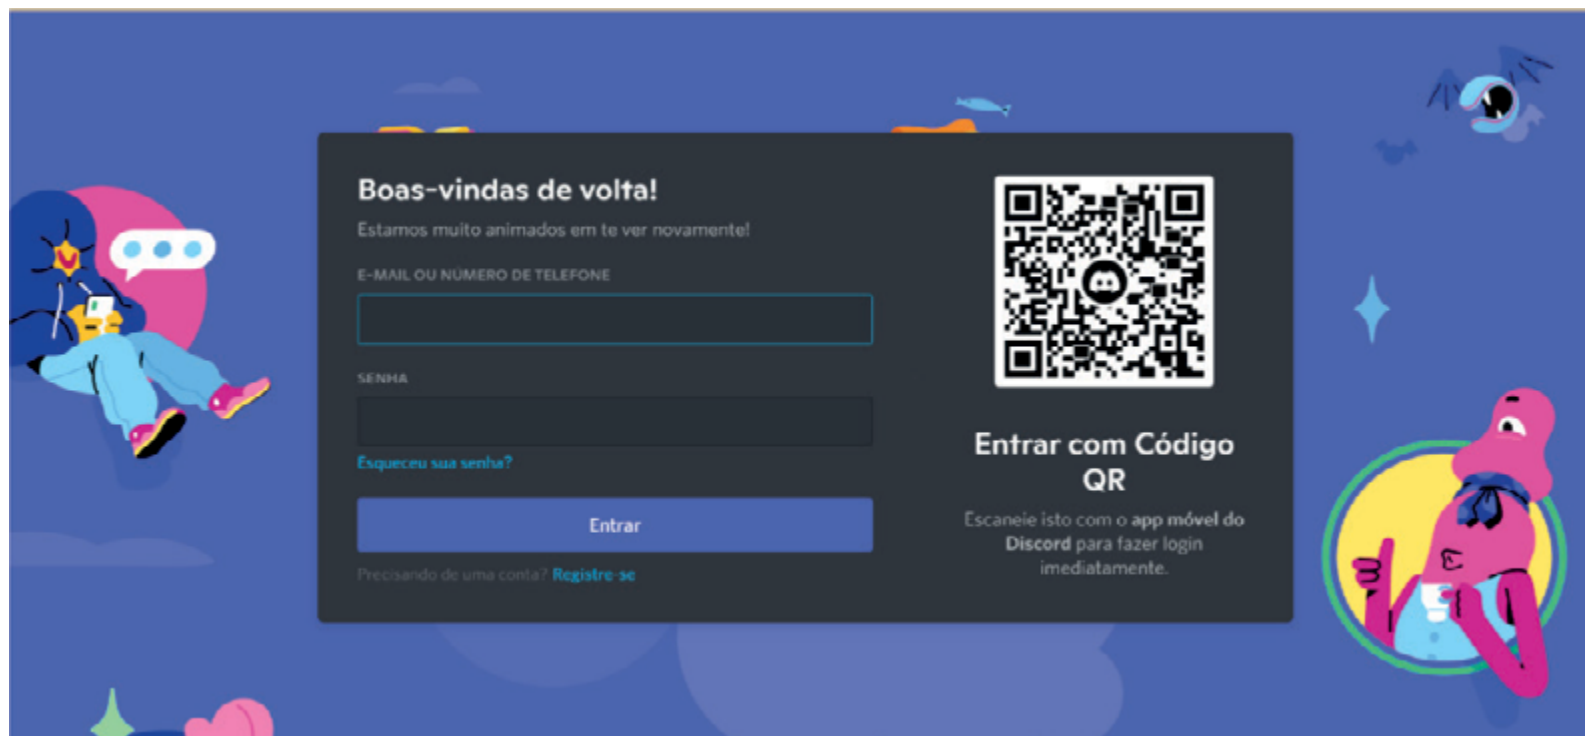 Boas-vindas de volta!
Estamos muito animados em te ver novamente!
E-MAIL OU NÚMERO DE TELEFONE
SENHA
Esqueceu sua senha?
Entrar
Precisando de uma conta? Registre-se
Entrar com Código
QR
Escaneie isto com o app móvel do
Discord para fazer login
imediatamente.